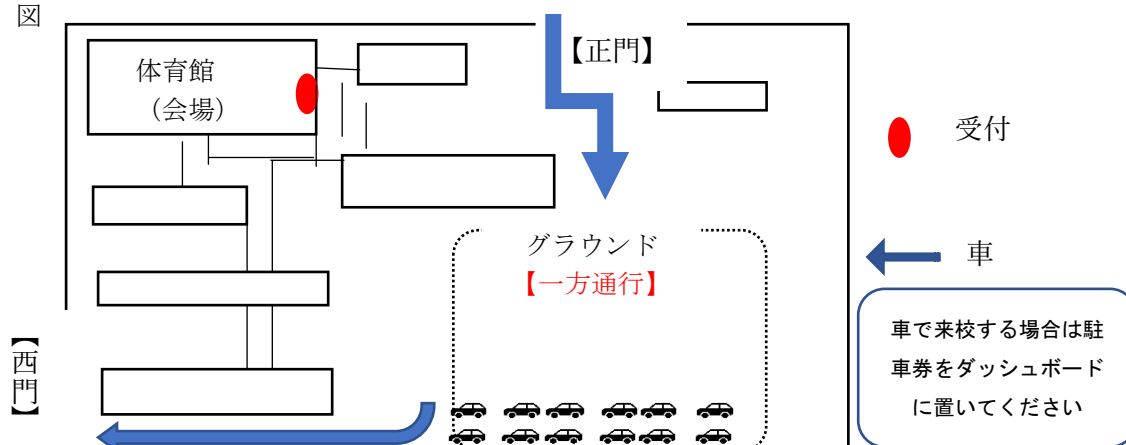 図
【正門】
体育館
（会場）
受付
グラウンド
【一方通行】
車
【西門】
車で来校する場合は駐
車券をダッシュボード
に置いてください